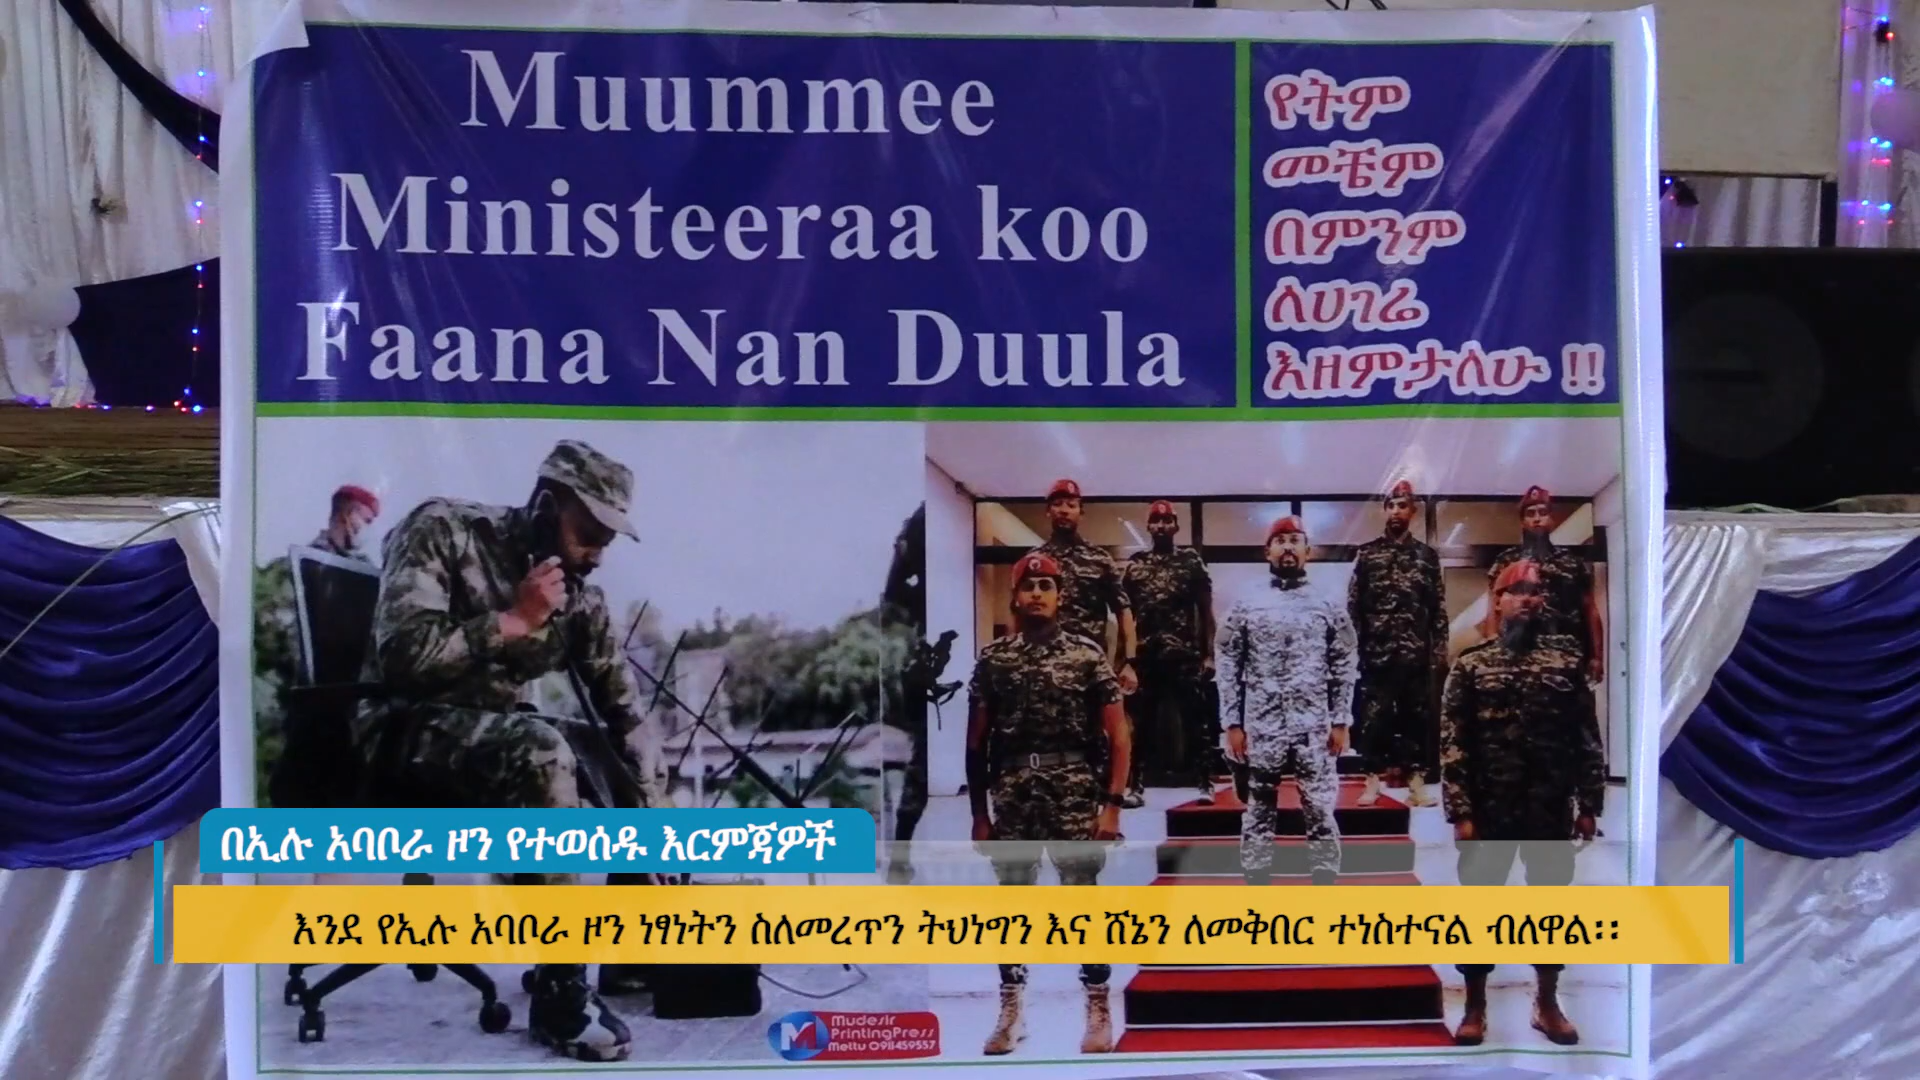 Muummee
Ministeeraa koo
Faana Nan Duula
የትም
መቼም
በምንም
ለሀገሬ
እዘምታለሁ !!
በኢሉ አባቦራ ዞን የተወሰዱ እርምጃዎች
እንደ የኢሉ አባቦራ ዞን ነፃነትን ስለመረጥን ትህነግን እና ሸኔን ለመቅበር ተነስተናል ብለዋል፡፡
Mudesir
PrintingPress
Mettu 0911459557